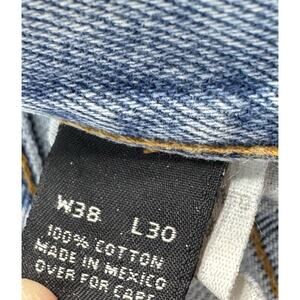 W38 L30
100% COTTON
MADE IN MEXICO
OVER FOR CARE